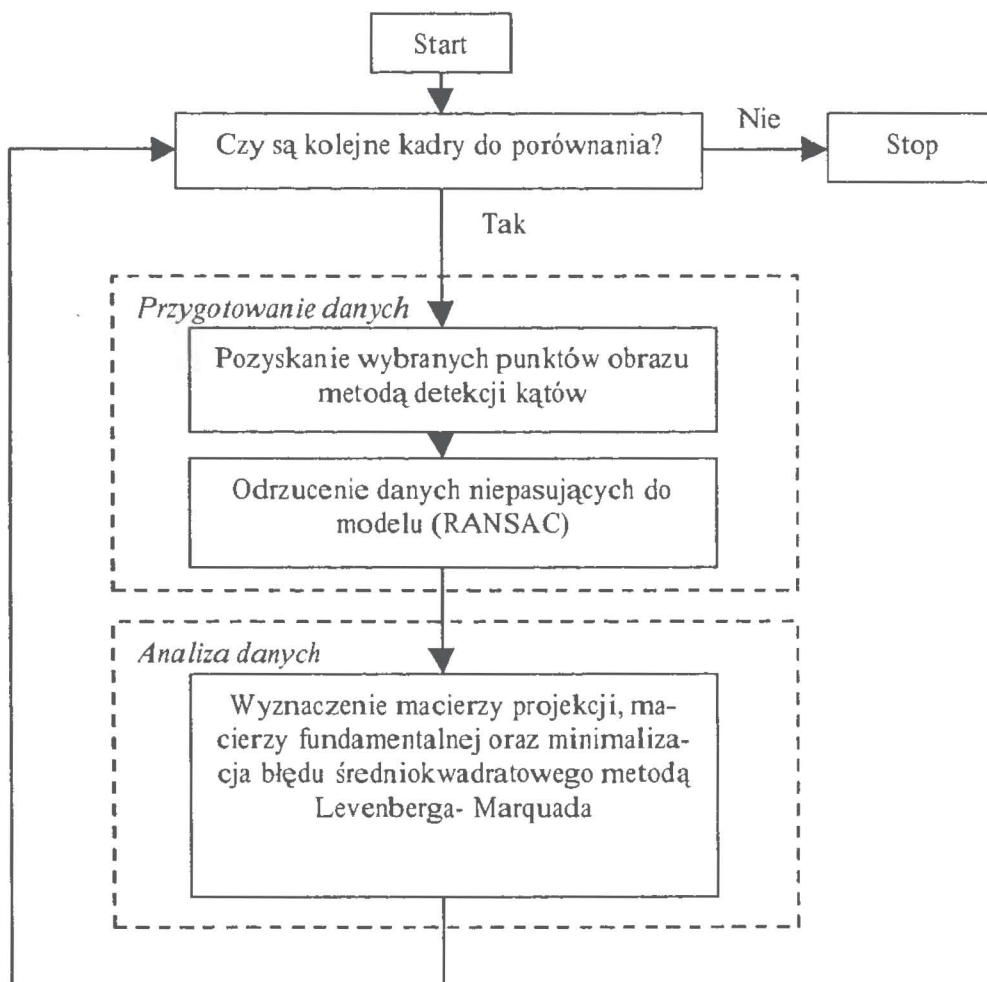 Start
Czy są kolejne kadry do porównania?
Nie
Stop
Tak
Przygotowanie danych
Pozyskanie wybranych punktów obrazu
metodą detekcji kątów
Odrzucenie danych niepasujących do
modelu (RANSAC)
Analiza danych
Wyznaczenie macierzy projekcji, ma-
cierzy fundamentalnej oraz minimaliza-
cja błędu średniokwadratowego metodą
Levenberga- Marquada